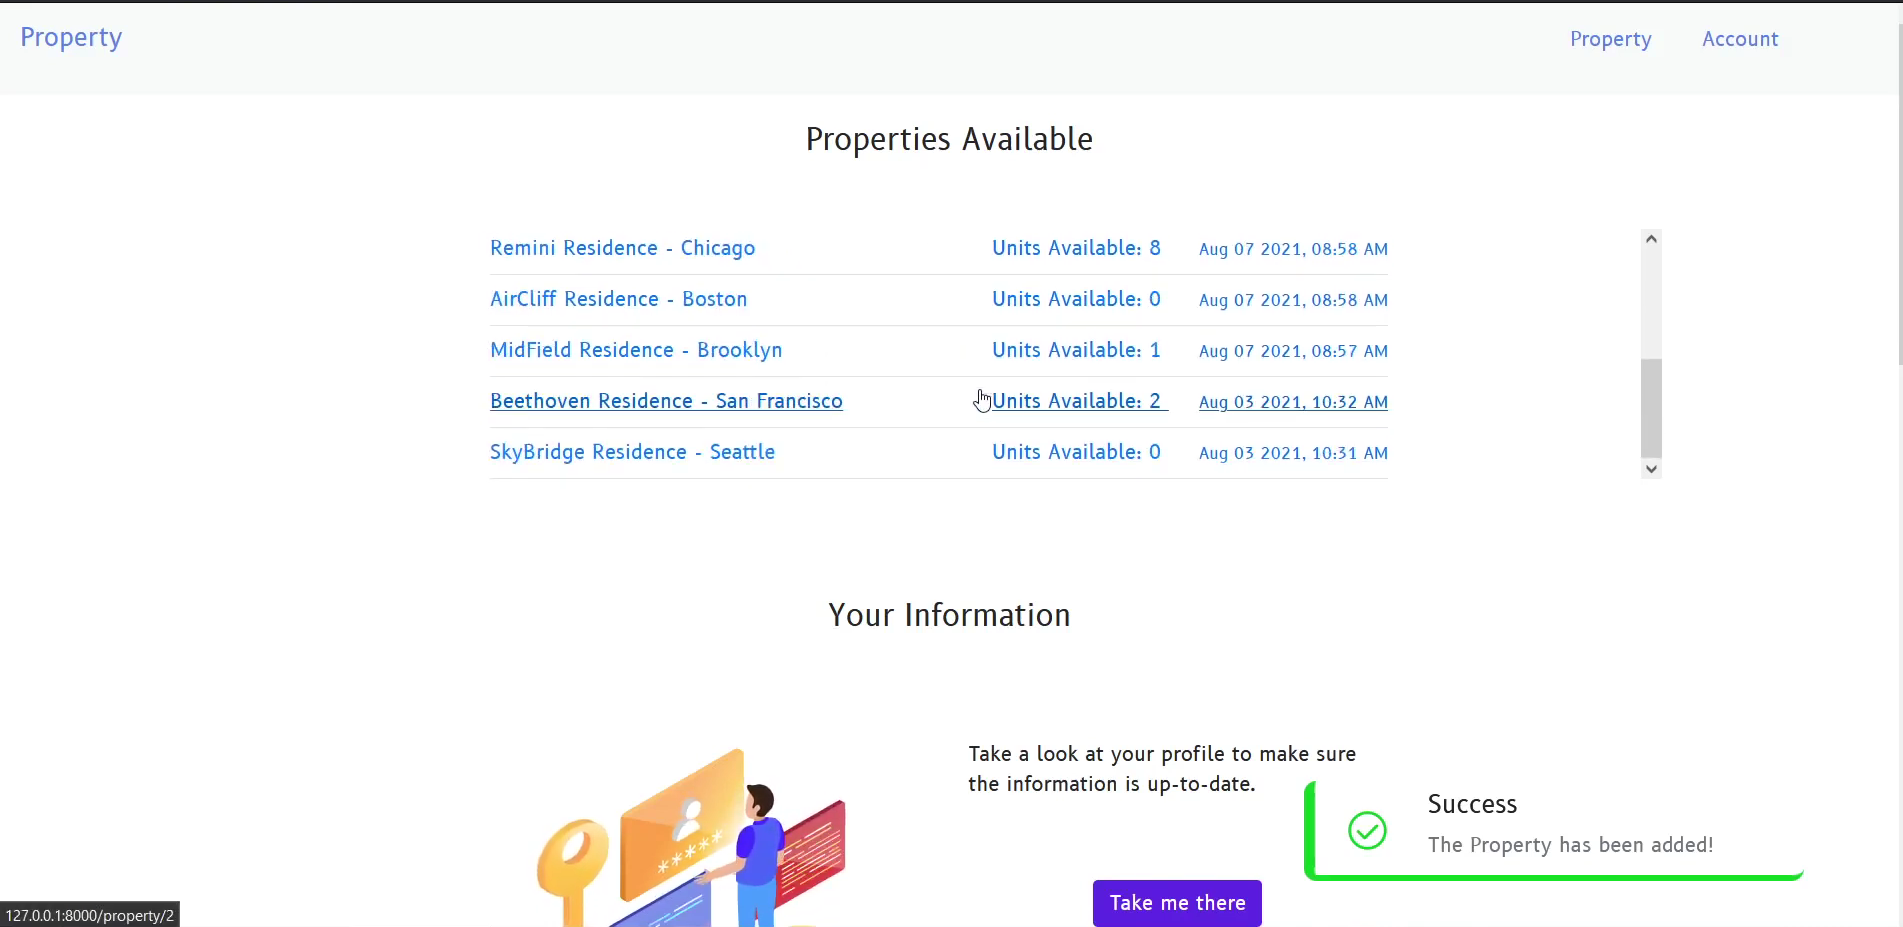 Property
Property Account
Properties Available
Remini Residence - Chicago Units Available: 8 Aug 07 2021, 08:58 AM
AirCliff Residence - Boston Units Available: 0 Aug 07 2021, 08:58 AM
MidField Residence - Brooklyn Units Available: 1 Aug 07 2021, 08:57 AM
Beethoven Residence - San Francisco Units Available: 2 Aug 03 2021, 10:32 AM
SkyBridge Residence - Seattle Units Available: 0 Aug 03 2021, 10:31 AM
Your Information
Take a look at your profile to make sure
the information is up-to-date.
Take me there
Success
The Property has been added!
127.0.0.1:8000/property/2